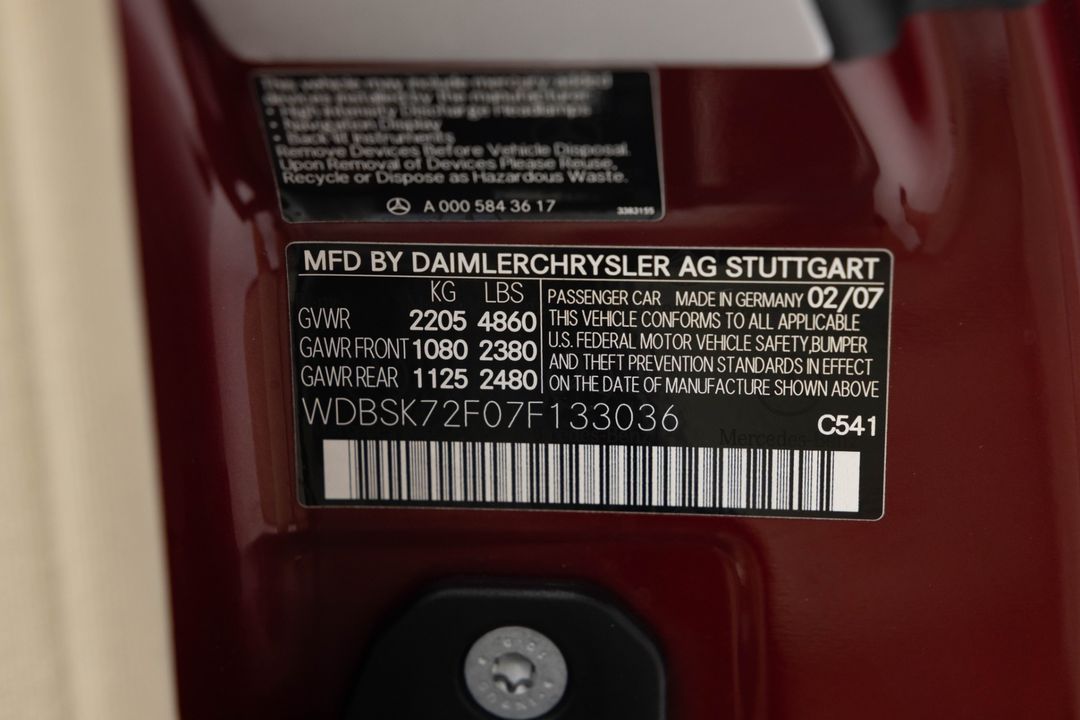 This vehicle may include mercury added
devices installed by the manufacturer:
• High Intensity Discharge Headlamps
• Navigation Display
• Back lit Instruments
Remove Devices Before Vehicle Disposal.
Upon Removal of Devices Please Reuse,
Recycle or Dispose as Hazardous Waste.
A 000 584 36 17
3383155
MFD BY DAIMLERCHRYSLER AG STUTTGART
KG LBS
GVWR 2205 4860
GAWR FRONT 1080 2380
GAWR REAR 1125 2480
PASSENGER CAR MADE IN GERMANY 02/07
THIS VEHICLE CONFORMS TO ALL APPLICABLE
U.S. FEDERAL MOTOR VEHICLE SAFETY,BUMPER
AND THEFT PREVENTION STANDARDS IN EFFECT
ON THE DATE OF MANUFACTURE SHOWN ABOVE
WDBSK72F07F133036
C541